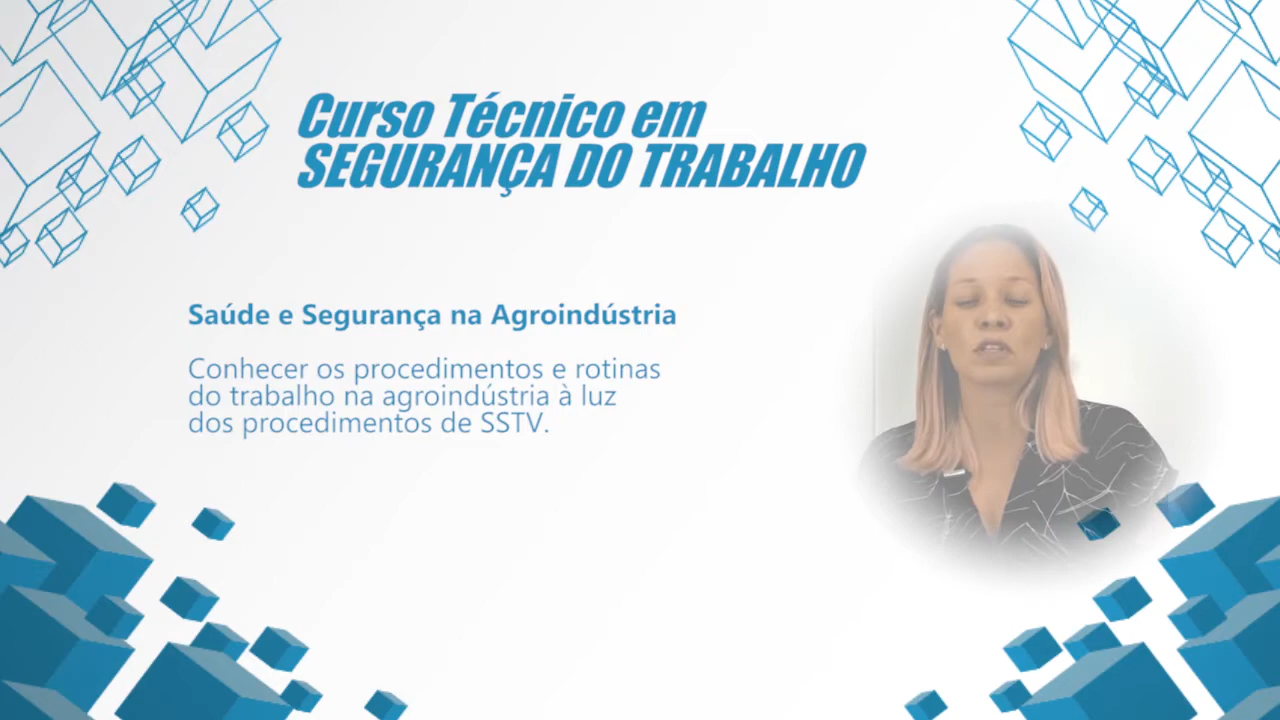 Curso Técnico em
SEGURANÇA DO TRABALHO
Saúde e Segurança na Agroindústria
Conhecer os procedimentos e rotinas
do trabalho na agroindústria à luz
dos procedimentos de SSTV.